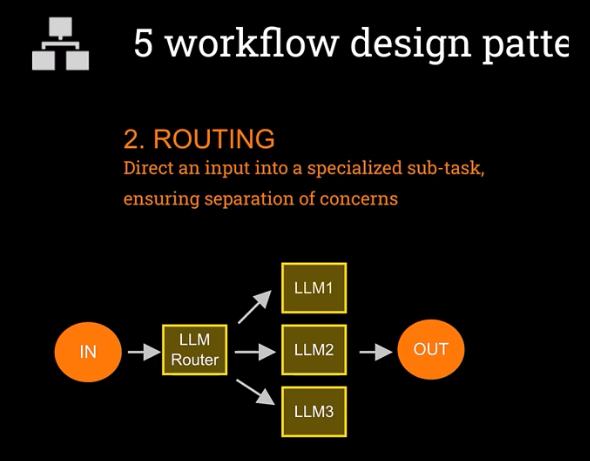 5 workflow design patte
2. ROUTING
Direct an input into a specialized sub-task,
ensuring separation of concerns
LLM1
IN
LLM
Router
LLM2
OUT
LLM3